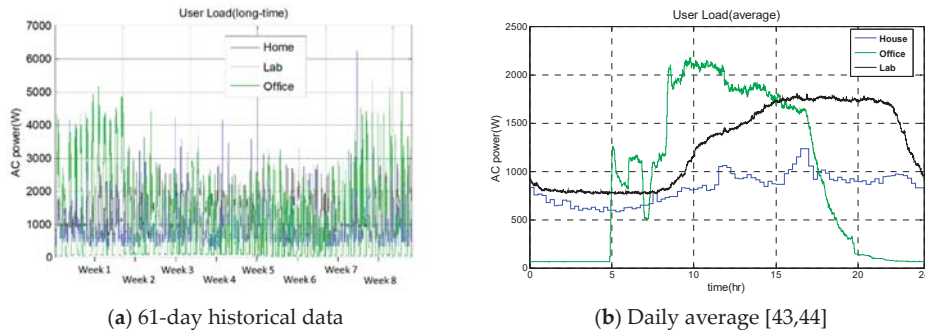 User Load(long-time)
AC power(W)
7000
6000
5000
4000
3000
2000
1000
0
Home
Lab
Office
Week 1
Week 2
Week 3
Week 4
Week 5
Week 6
Week 7
Week 8
(a) 61-day historical data
User Load(average)
AC power(W)
2500
2000
1500
1000
500
0
House
Office
Lab
0 5 10 15 20 24
time(hr)
(b) Daily average [43,44]